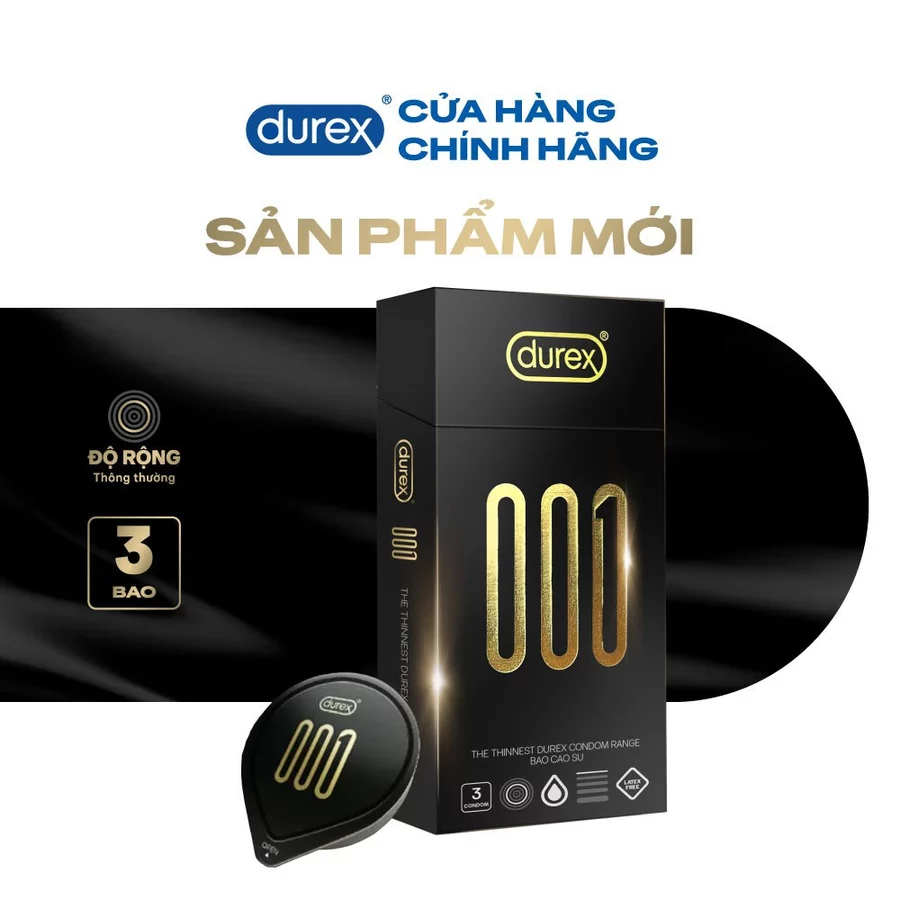 durex®
CỬA HÀNG
CHÍNH HÃNG
SẢN PHẨM MỚI
ĐỘ RỘNG
Thông thường
3
BAO
durex®
001
THE THINNEST DUREX
durex®
001
THE THINNEST DUREX CONDOM RANGE
BAO CAO SU
3
CONDOM
LATEX
FREE
durex®
001
OPEN